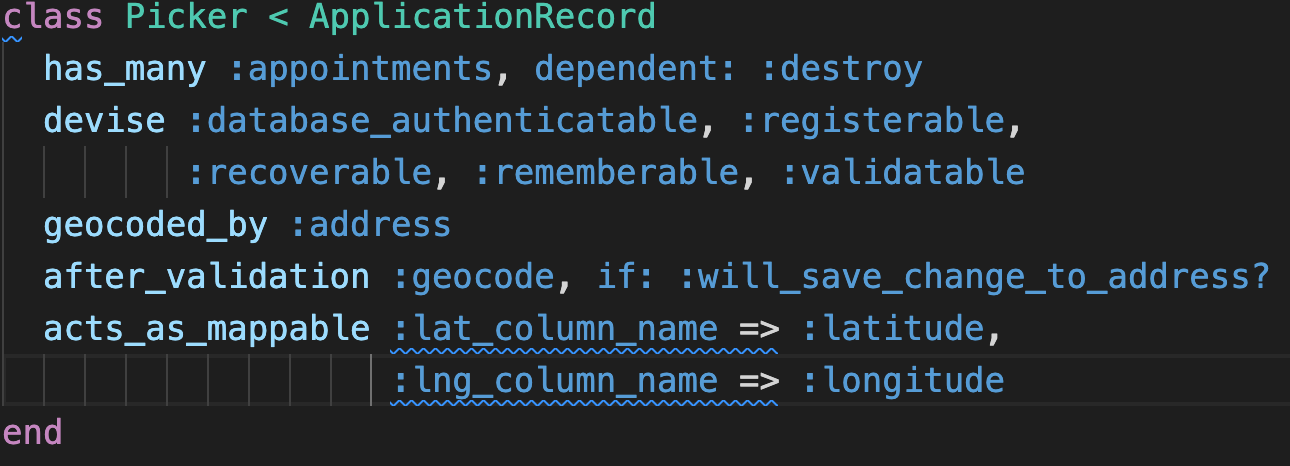 class Picker < ApplicationRecord
  has_many :appointments, dependent: :destroy
  devise :database_authenticatable, :registerable,
         :recoverable, :rememberable, :validatable
  geocoded_by :address
  after_validation :geocode, if: :will_save_change_to_address?
  acts_as_mappable :lat_column_name => :latitude,
                   :lng_column_name => :longitude
end